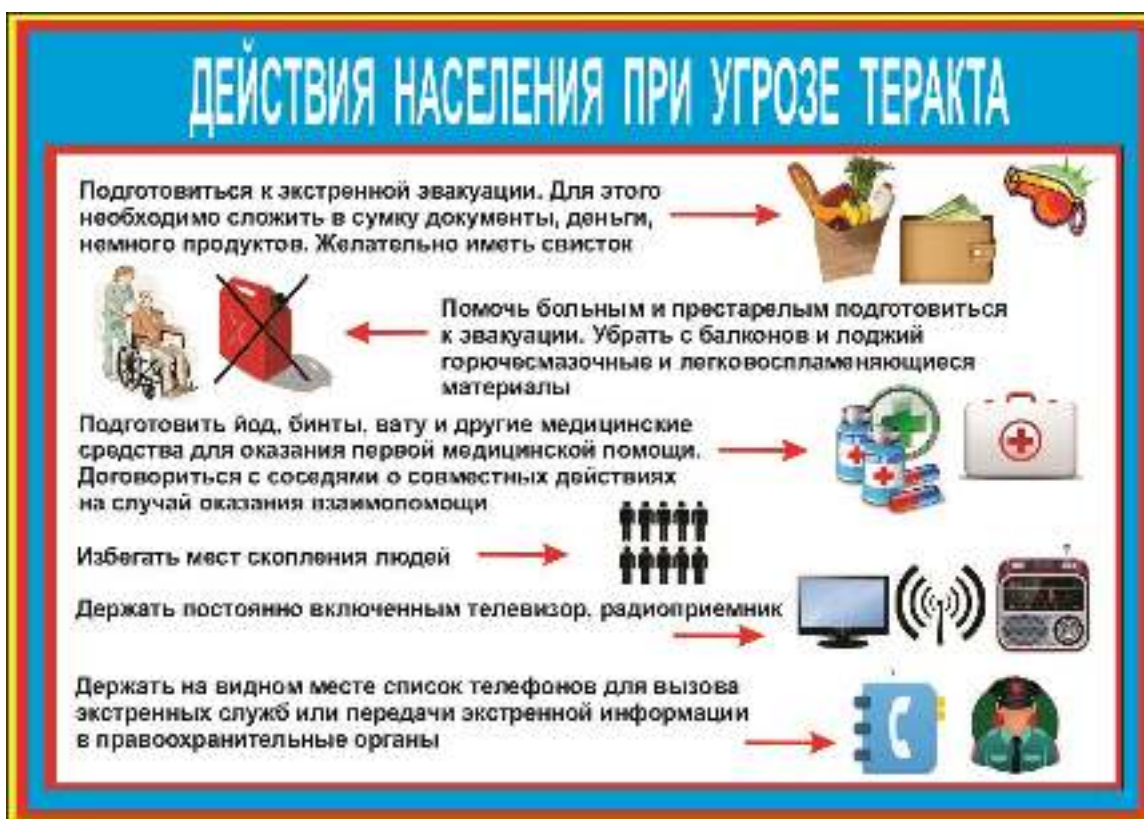 ДЕЙСТВИЯ НАСЕЛЕНИЯ ПРИ УГРОЗЕ ТЕРАКТА
Подготовиться к экстренной эвакуации. Для этого
необходимо сложить в сумку документы, деньги,
немного продуктов. Желательно иметь свисток
Помочь больным и престарелым подготовиться
к эвакуации. Убрать с балконов и лоджий
горючесмазочные и легковоспламеняющиеся
материалы
Подготовить йод, бинты, вату и другие медицинские
средства для оказания первой медицинской помощи.
Договориться с соседями о совместных действиях
на случай оказания взаимопомощи
Избегать мест скопления людей
Держать постоянно включенным телевизор, радиоприемник
Держать на видном месте список телефонов для вызова
экстренных служб или передачи экстренной информации
в правоохранительные органы